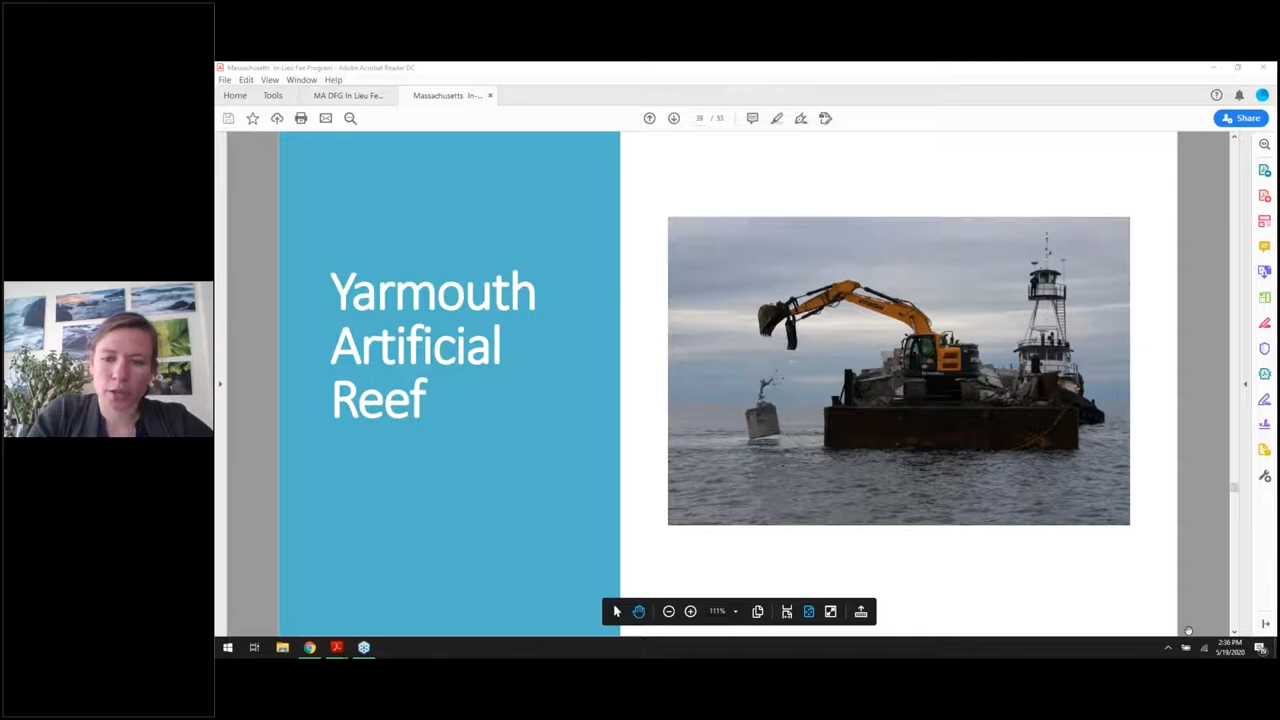 Massachusetts In-Lieu Fee Program - Adobe Acrobat Reader DC
File Edit View Window Help
Home Tools MA DFG In Lieu Fe... Massachusetts In-... ×
39 / 53
Share
Yarmouth
Artificial
Reef
111%
2:36 PM
5/19/2020